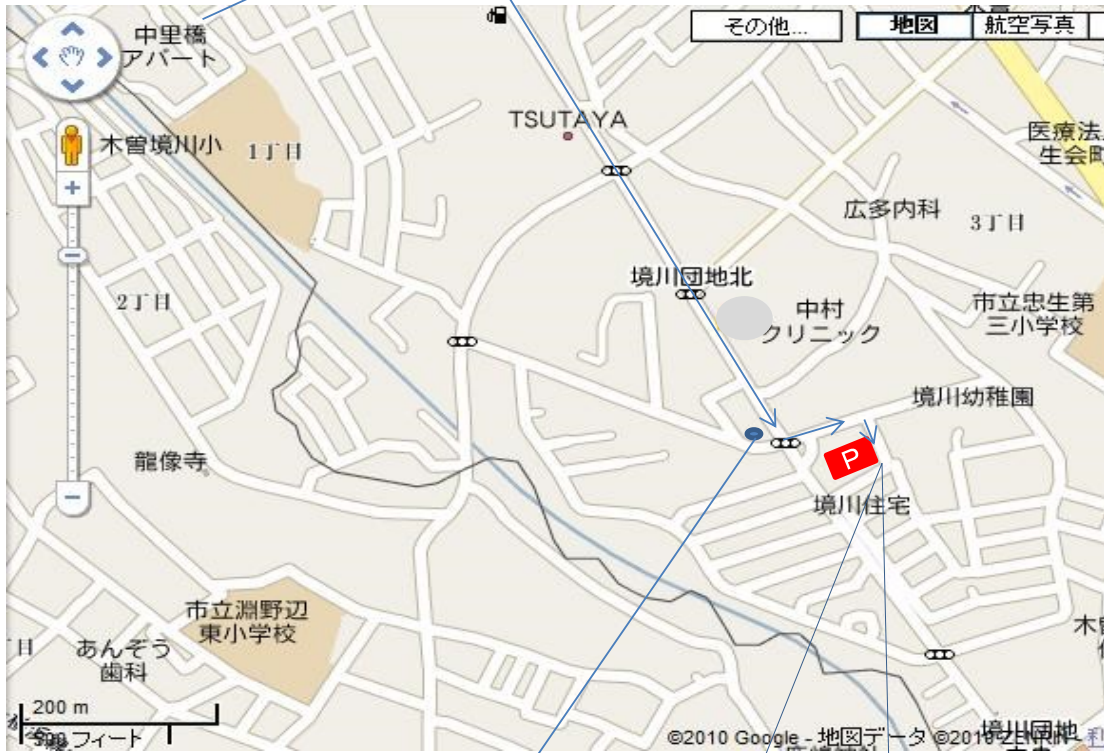 その他...
地図
航空写真
中里橋
アパート
TSUTAYA
木曽境川小
1丁目
医療法
生会町
広多内科
3丁目
境川団地北
2丁目
中村
クリニック
市立忠生第
三小学校
境川幼稚園
龍像寺
P
境川住宅
市立淵野辺
東小学校
丁目
あんぞう
歯科
200 m
500 フィート
境川団地
©2010 Google - 地図データ ©2010 ZENRIN -